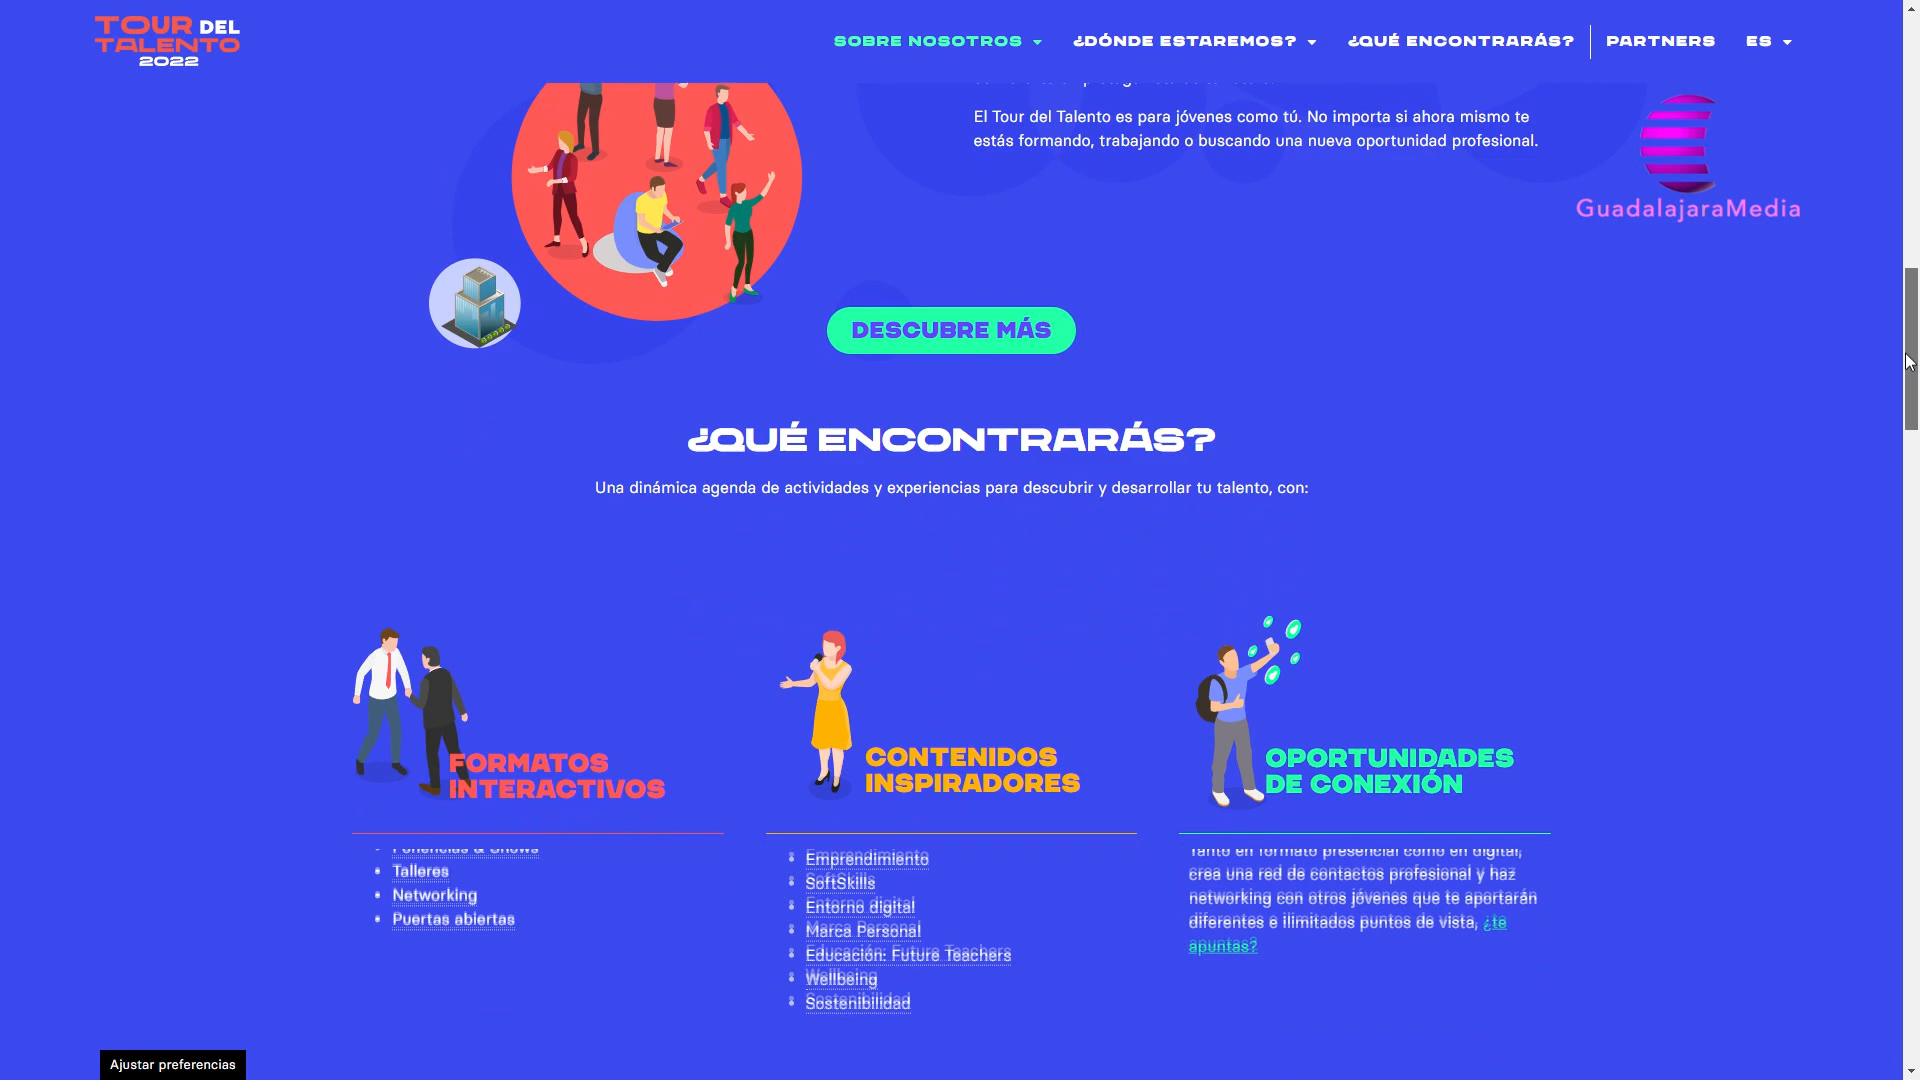 TOUR DEL
TALENTO
2022
SOBRE NOSOTROS
¿DÓNDE ESTAREMOS?
¿QUÉ ENCONTRARÁS?
PARTNERS
ES
El Tour del Talento es para jóvenes como tú. No importa si ahora mismo te
estás formando, trabajando o buscando una nueva oportunidad profesional.
GuadalajaraMedia
DESCUBRE MÁS
¿QUÉ ENCONTRARÁS?
Una dinámica agenda de actividades y experiencias para descubrir y desarrollar tu talento, con:
FORMATOS
INTERACTIVOS
Ponencias & Shows
Talleres
Networking
Puertas abiertas
CONTENIDOS
INSPIRADORES
Emprendimiento
SoftSkills
Entorno digital
Marca Personal
Educación: Future Teachers
Wellbeing
Sostenibilidad
OPORTUNIDADES
DE CONEXIÓN
Tanto en formato presencial como en digital,
crea una red de contactos profesional y haz
networking con otros jóvenes que te aportarán
diferentes e ilimitados puntos de vista, ¿te
apuntas?
Ajustar preferencias